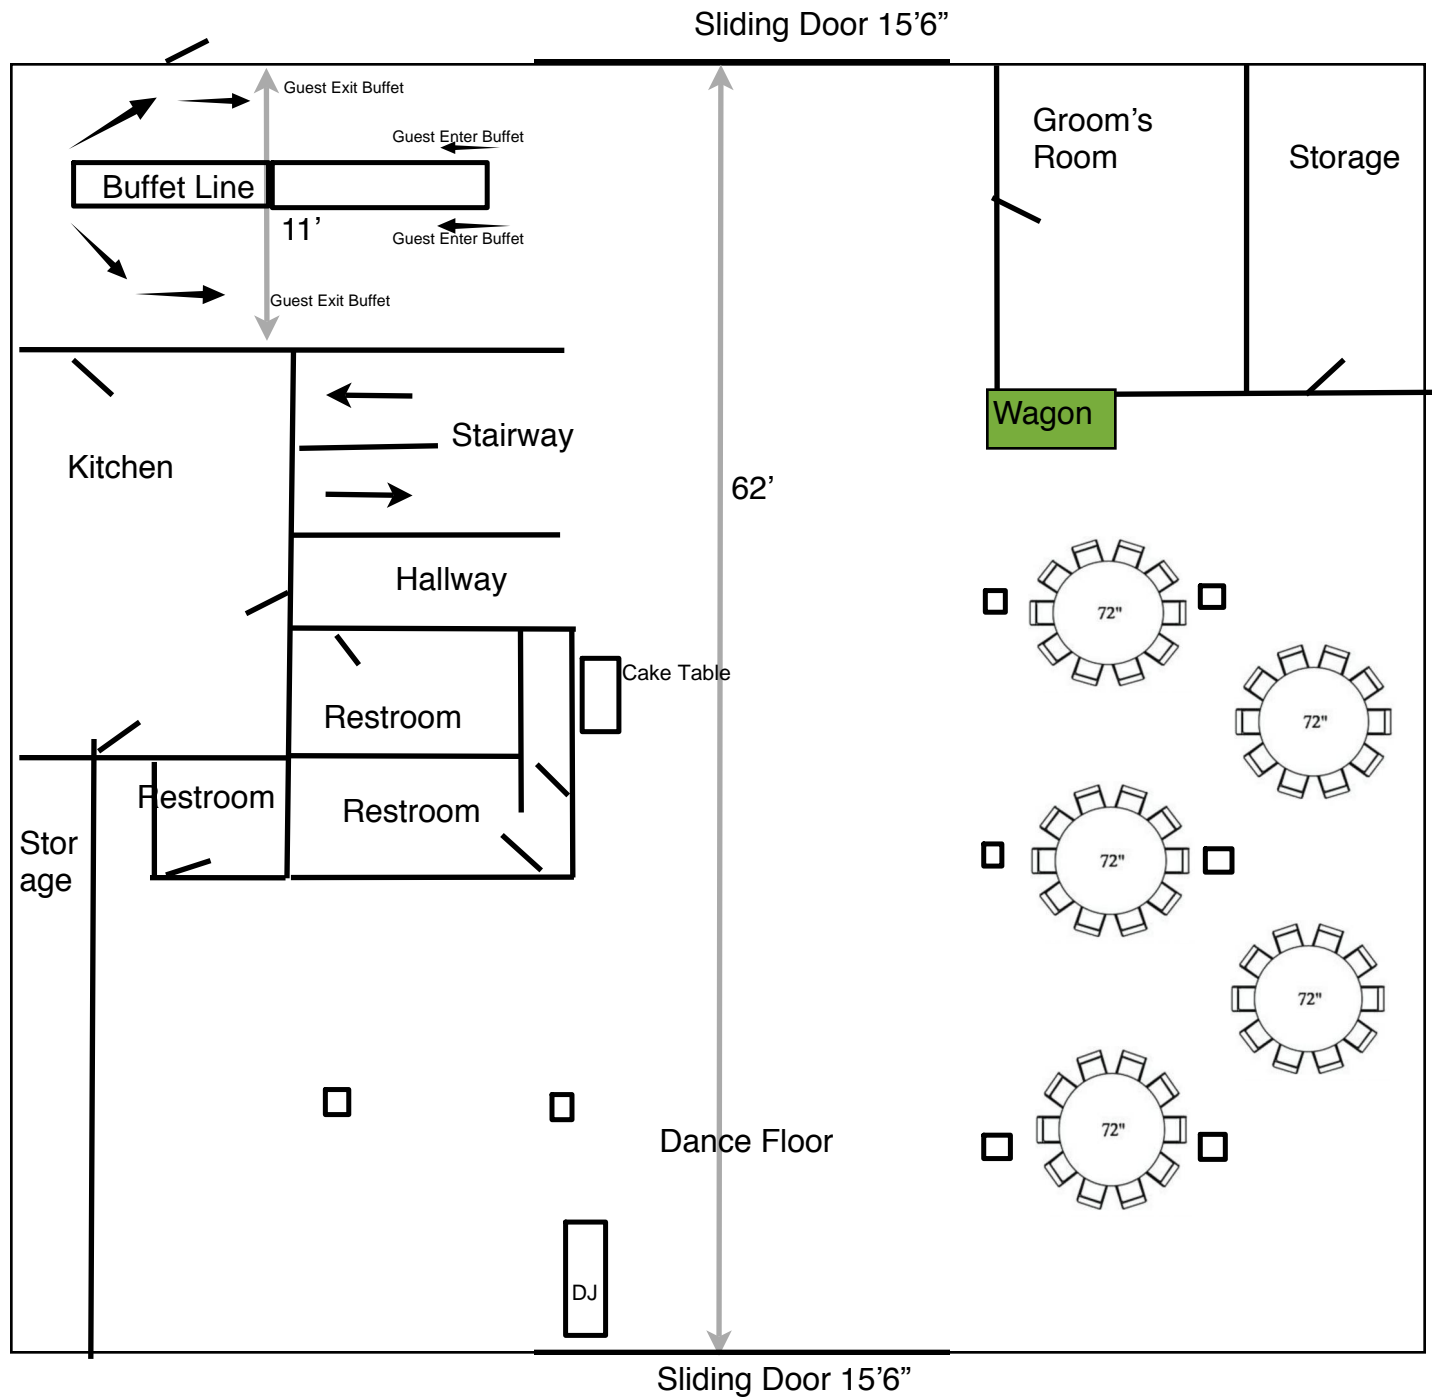 Sliding Door 15’6”
Guest Exit Buffet
Guest Enter Buffet
Buffet Line
11’
Guest Enter Buffet
Guest Exit Buffet
Groom’s
Room
Storage
Wagon
Stairway
Kitchen
62’
Hallway
72"
Cake Table
Restroom
72"
Restroom
Restroom
Stor
age
72"
72"
Dance Floor
72"
DJ
Sliding Door 15’6”